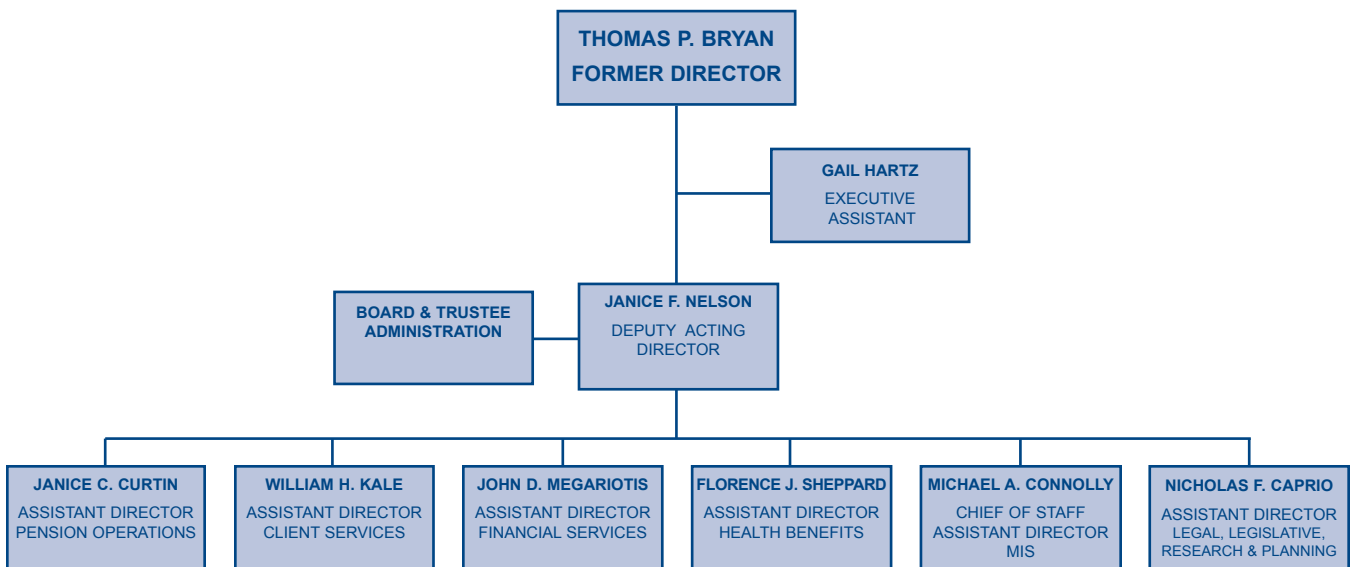 THOMAS P. BRYAN
FORMER DIRECTOR
GAIL HARTZ
EXECUTIVE
ASSISTANT
BOARD & TRUSTEE
ADMINISTRATION
JANICE F. NELSON
DEPUTY ACTING
DIRECTOR
JANICE C. CURTIN
ASSISTANT DIRECTOR
PENSION OPERATIONS
WILLIAM H. KALE
ASSISTANT DIRECTOR
CLIENT SERVICES
JOHN D. MEGARIOTIS
ASSISTANT DIRECTOR
FINANCIAL SERVICES
FLORENCE J. SHEPPARD
ASSISTANT DIRECTOR
HEALTH BENEFITS
MICHAEL A. CONNOLLY
CHIEF OF STAFF
ASSISTANT DIRECTOR
MIS
NICHOLAS F. CAPRIO
ASSISTANT DIRECTOR
LEGAL, LEGISLATIVE,
RESEARCH & PLANNING